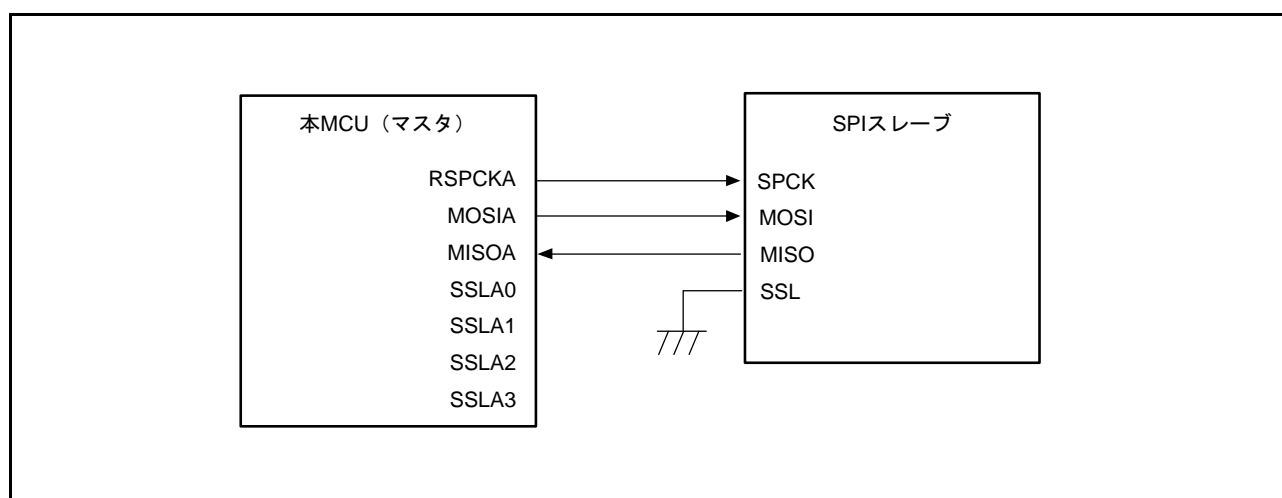 本MCU（マスタ）
RSPCKA
MOSIA
MISOA
SSLA0
SSLA1
SSLA2
SSLA3
SPIスレーブ
SPCK
MOSI
MISO
SSL